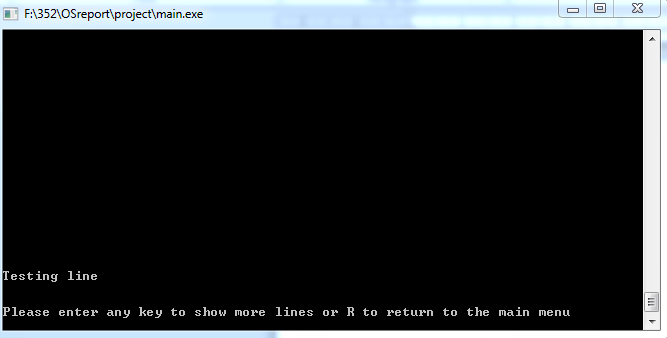 F:\352\OSreport\project\main.exe
Testing line
Please enter any key to show more lines or R to return to the main menu